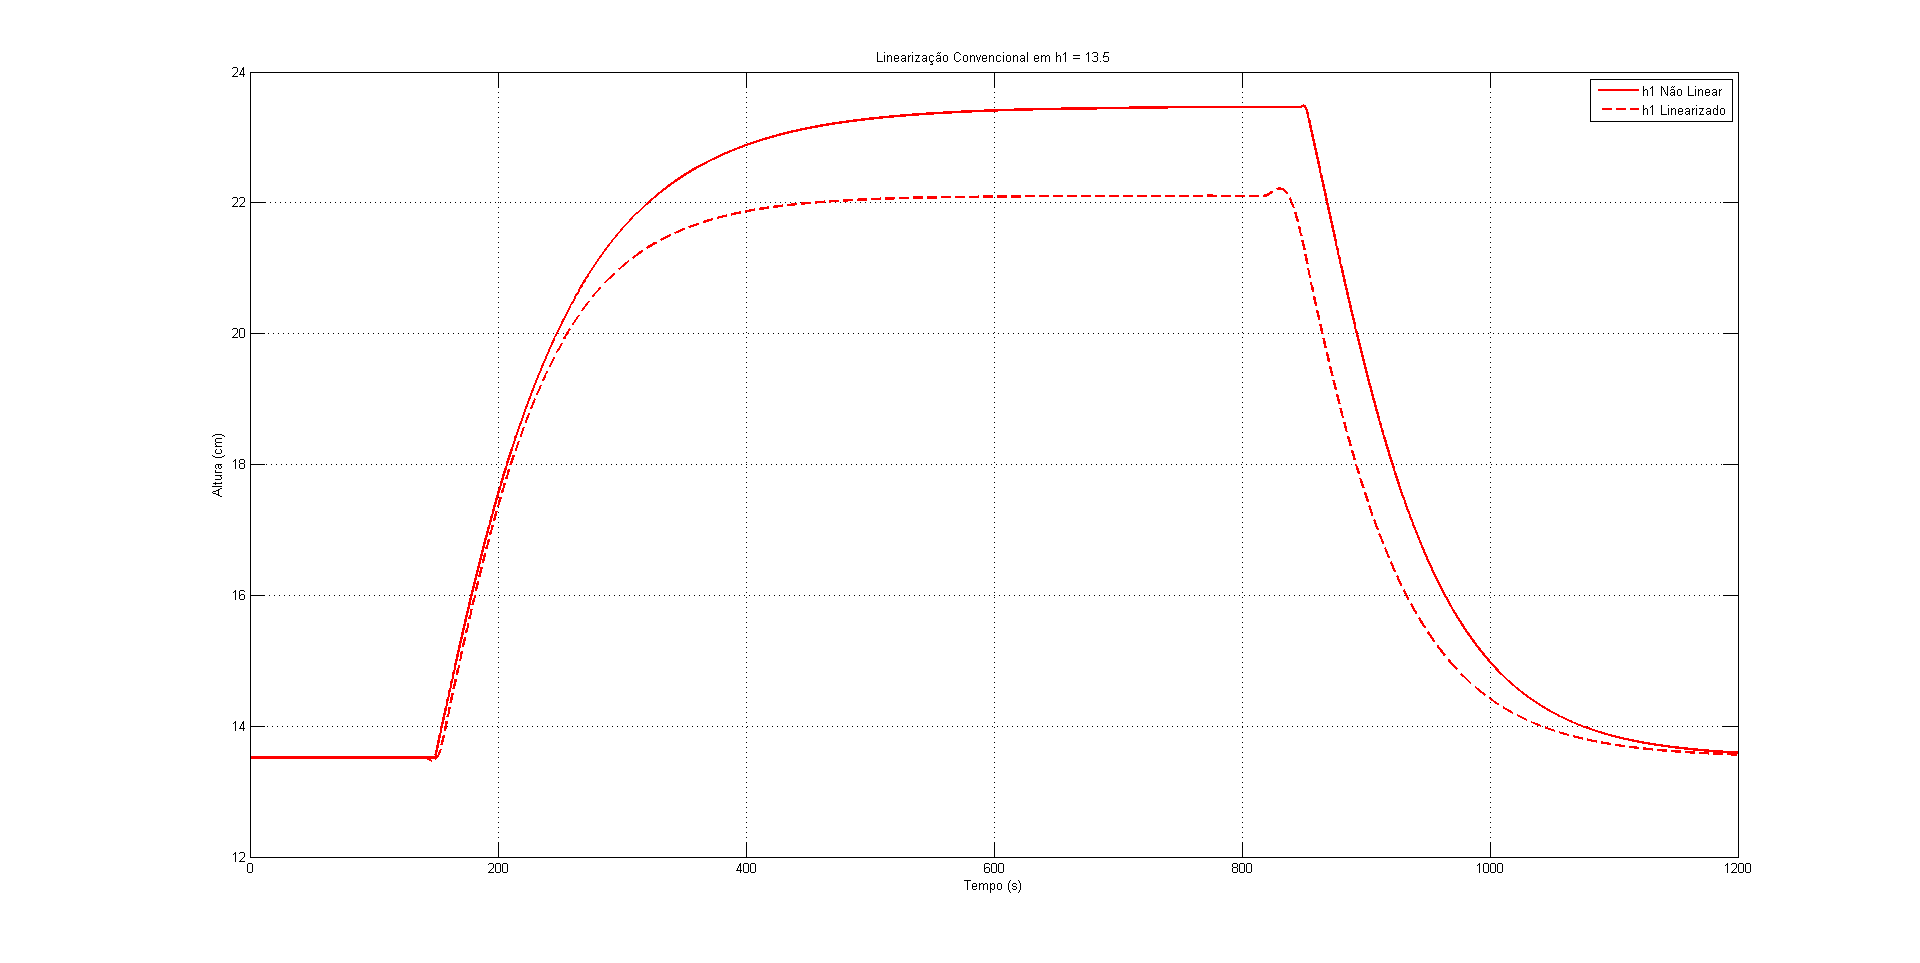 Linearização Convencional em h1 = 13.5
24
22
20
18
16
14
12
Altura (cm)
h1 Não Linear
h1 Linearizado
0
200
400
600
800
1000
1200
Tempo (s)